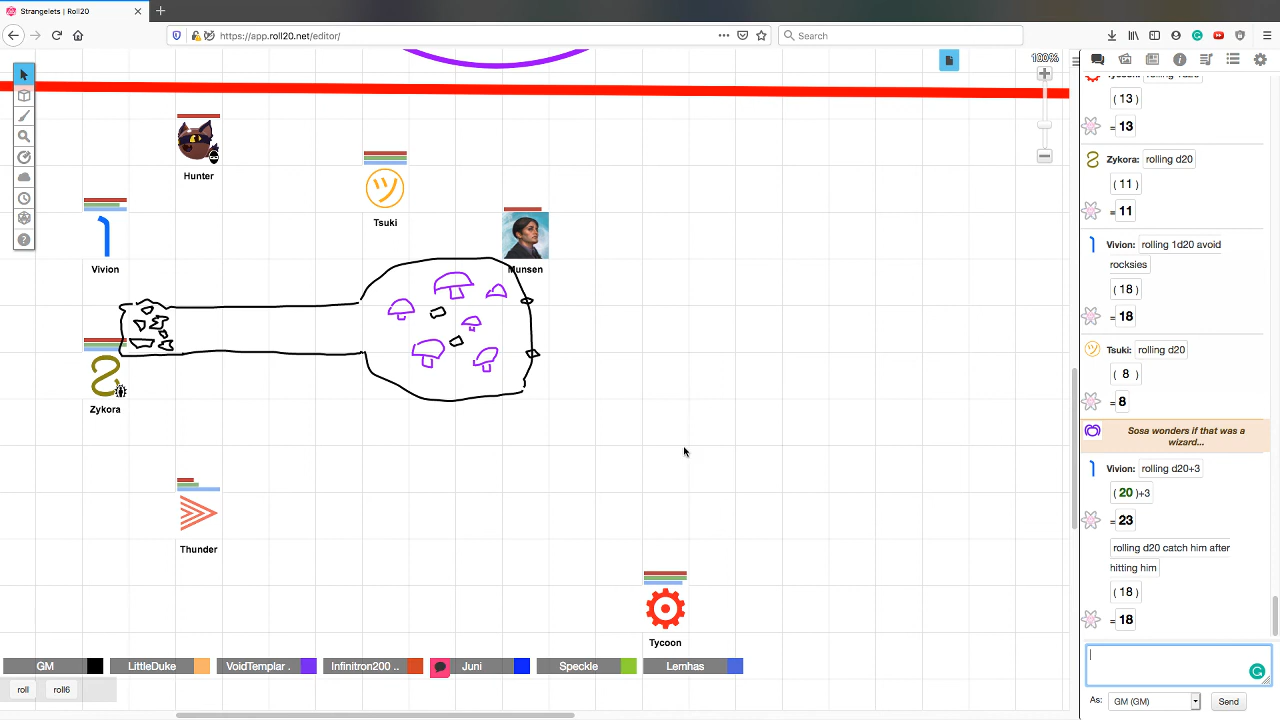 Strangelets | Roll20
https://app.roll20.net/editor/
Search
100%
Hunter
Tsuki
Vivion
Munsen
Zykora
Thunder
Tycoon
(13)
=13
Zykora: rolling d20
(11)
=11
Vivion: rolling 1d20 avoid
rocksies
(18)
=18
Tsuki: rolling d20
(8)
=8
Sosa wonders if that was a
wizard...
Vivion: rolling d20+3
(20)+3
=23
rolling d20 catch him after
hitting him
(18)
=18
GM
LittleDuke
VoidTemplar .
Infinitron200 ..
Juni
Speckle
Lemhas
roll
roll6
As:
GM (GM)
Send